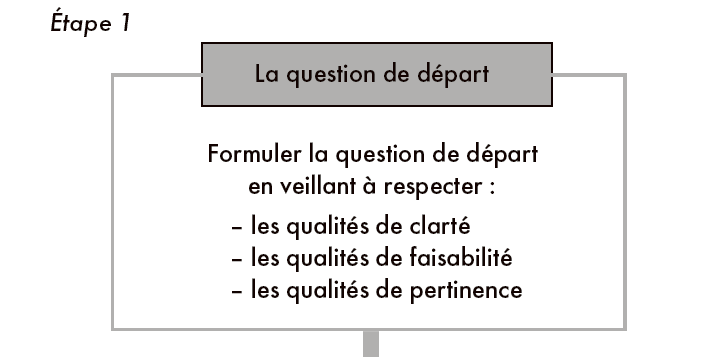 Étape 1
La question de départ
Formuler la question de départ
en veillant à respecter :
– les qualités de clarté
– les qualités de faisabilité
– les qualités de pertinence